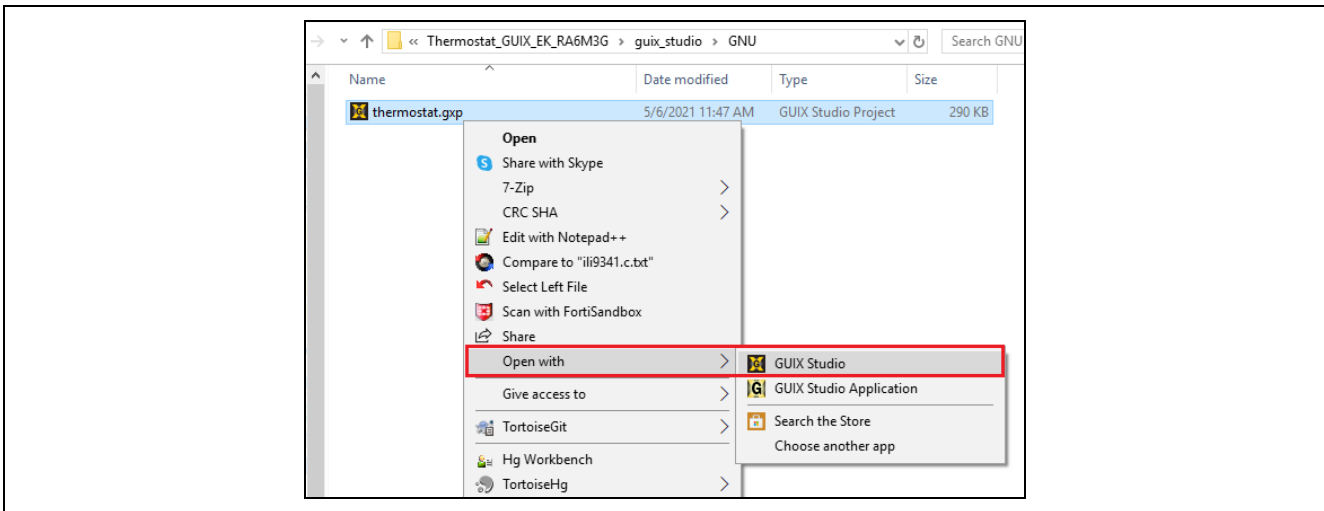 « Thermostat_GUIX_EK_RA6M3G > guix_studio > GNU Search GNU
Name Date modified Type Size
thermostat.gxp 5/6/2021 11:47 AM GUIX Studio Project 290 KB
Open
Share with Skype
7-Zip
CRC SHA
Edit with Notepad++
Compare to "ili9341.c.txt"
Select Left File
Scan with FortiSandbox
Share
Open with GUIX Studio
Give access to GUIX Studio Application
TortoiseGit Search the Store
Choose another app
Hg Workbench
TortoiseHg